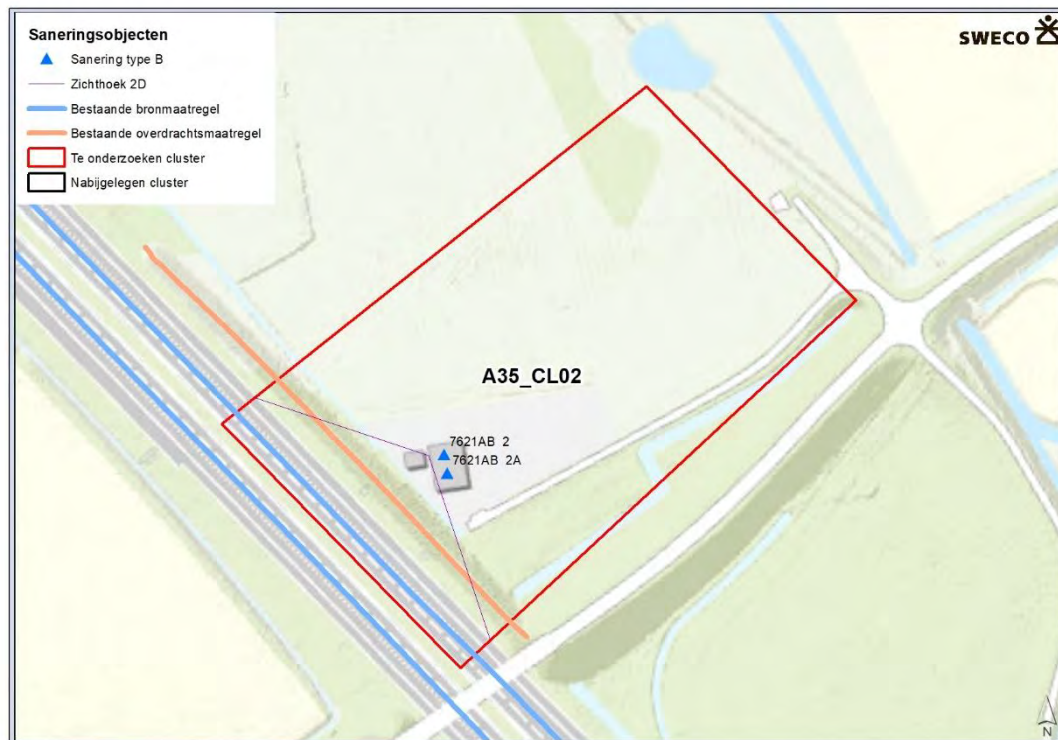 Saneringsobjecten
Sanering type B
Zichthoek 2D
Bestaande bronmaatregel
Bestaande overdrachtsmaatregel
Te onderzoeken cluster
Nabijgelegen cluster
SWECO
A35_CL02
7621AB 2
7621AB 2A
N